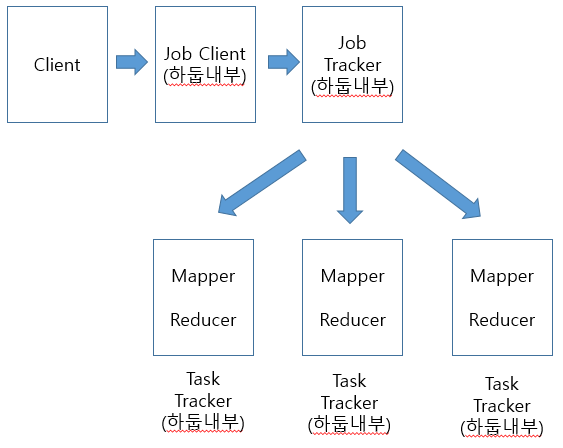 Client
Job Client
(하둡내부)
Job
Tracker
(하둡내부)
Mapper
Reducer
Mapper
Reducer
Mapper
Reducer
Task
Tracker
(하둡내부)
Task
Tracker
(하둡내부)
Task
Tracker
(하둡내부)